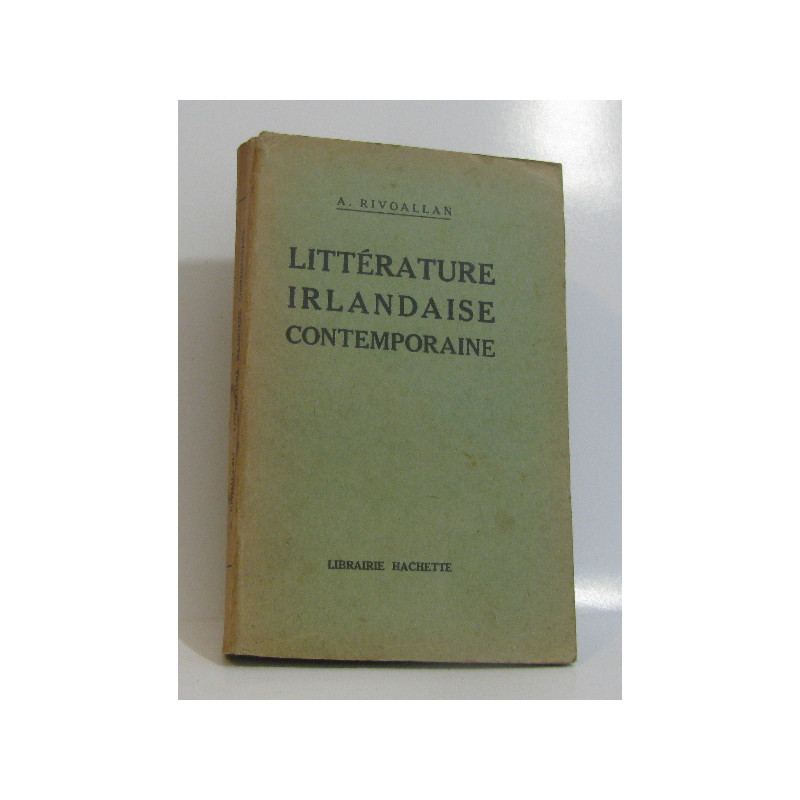 A. RIVOALLAN
LITTÉRATURE
IRLANDAISE
CONTEMPORAINE
LIBRAIRIE HACHETTE